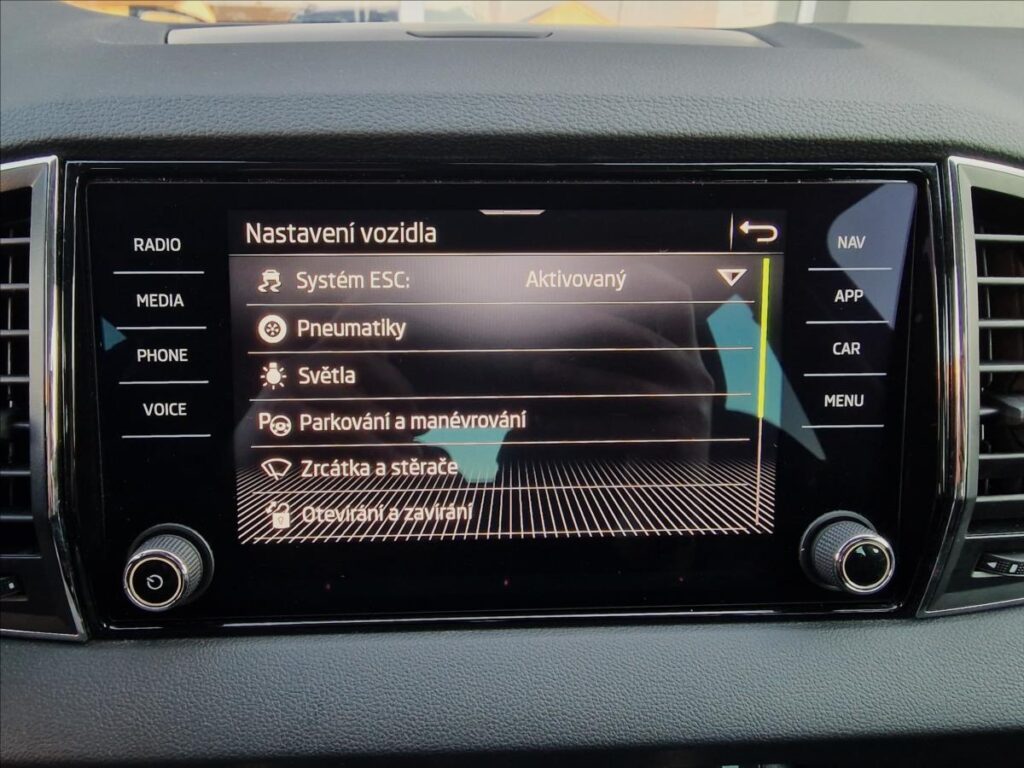 Nastavení vozidla
Systém ESC: Aktivovaný
Pneumatiky
Světla
P Parkování a manévrování
Zrcátka a stěrače
Otevírání a zavírání
RADIO
MEDIA
PHONE
VOICE
NAV
APP
CAR
MENU